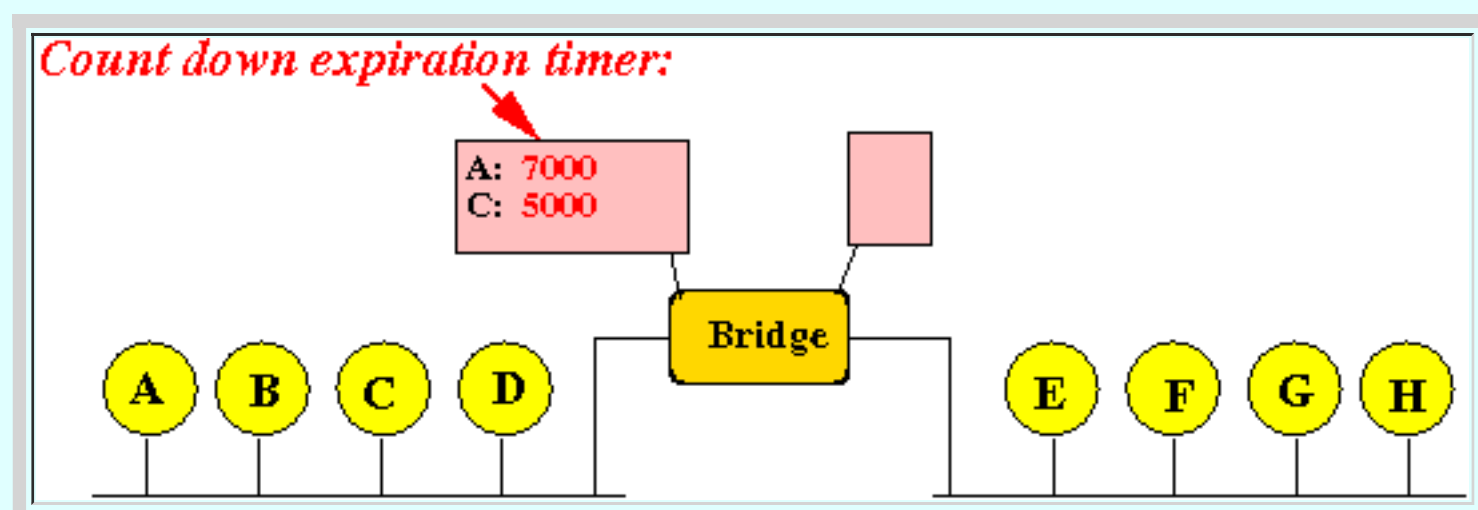 Count down expiration timer:
A: 7000
C: 5000
Bridge
A B C D E F G H